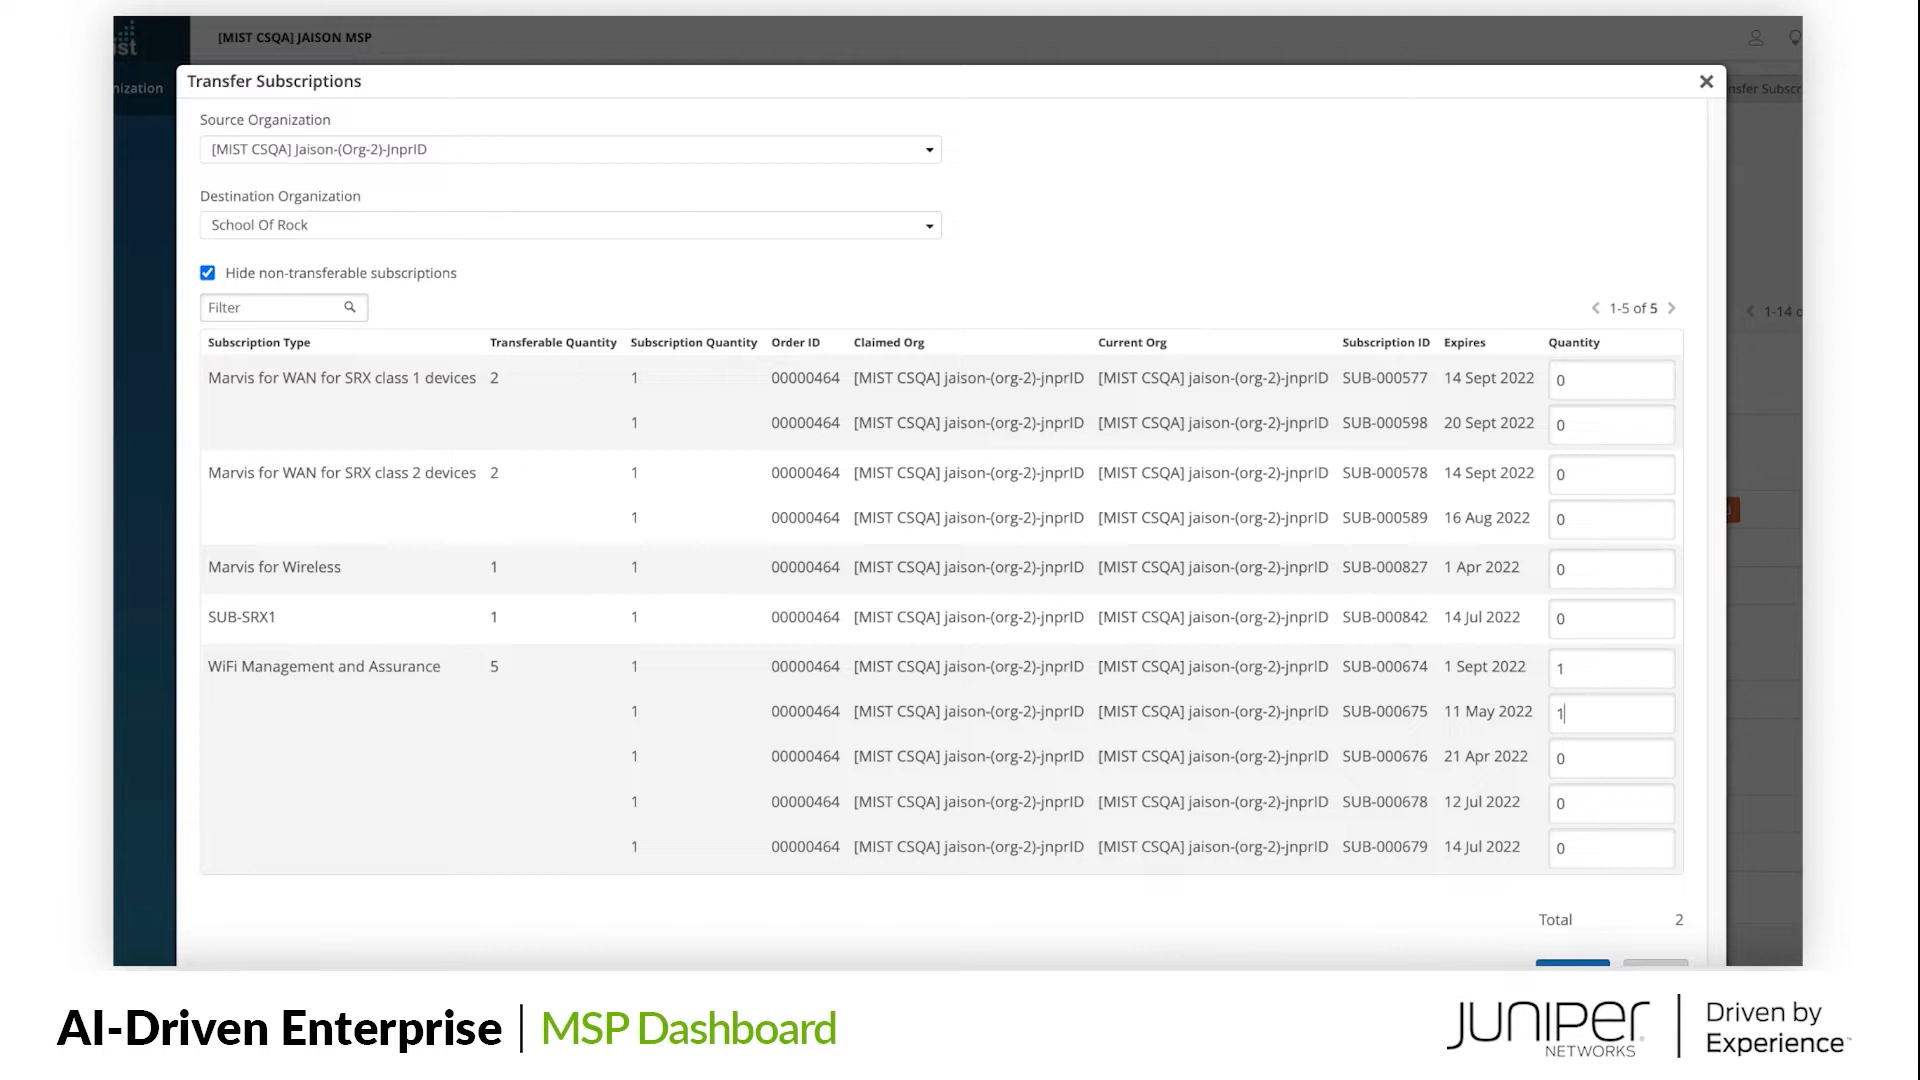 ist
[MIST CSQA] JAISON MSP
nization
Transfer Subscriptions
nsfer Subscr
Source Organization
[MIST CSQA] Jaison-(Org-2)-JnprID
Destination Organization
School Of Rock
Hide non-transferable subscriptions
Filter
1-5 of 5
1-14 o
Subscription Type Transferable Quantity Subscription Quantity Order ID Claimed Org Current Org Subscription ID Expires Quantity
Marvis for WAN for SRX class 1 devices 2 1 00000464 [MIST CSQA] jaison-(org-2)-jnprID [MIST CSQA] jaison-(org-2)-jnprID SUB-000577 14 Sept 2022 0
1 00000464 [MIST CSQA] jaison-(org-2)-jnprID [MIST CSQA] jaison-(org-2)-jnprID SUB-000598 20 Sept 2022 0
Marvis for WAN for SRX class 2 devices 2 1 00000464 [MIST CSQA] jaison-(org-2)-jnprID [MIST CSQA] jaison-(org-2)-jnprID SUB-000578 14 Sept 2022 0
1 00000464 [MIST CSQA] jaison-(org-2)-jnprID [MIST CSQA] jaison-(org-2)-jnprID SUB-000589 16 Aug 2022 0
Marvis for Wireless 1 1 00000464 [MIST CSQA] jaison-(org-2)-jnprID [MIST CSQA] jaison-(org-2)-jnprID SUB-000827 1 Apr 2022 0
SUB-SRX1 1 1 00000464 [MIST CSQA] jaison-(org-2)-jnprID [MIST CSQA] jaison-(org-2)-jnprID SUB-000842 14 Jul 2022 0
WiFi Management and Assurance 5 1 00000464 [MIST CSQA] jaison-(org-2)-jnprID [MIST CSQA] jaison-(org-2)-jnprID SUB-000674 1 Sept 2022 1
1 00000464 [MIST CSQA] jaison-(org-2)-jnprID [MIST CSQA] jaison-(org-2)-jnprID SUB-000675 11 May 2022 1
1 00000464 [MIST CSQA] jaison-(org-2)-jnprID [MIST CSQA] jaison-(org-2)-jnprID SUB-000676 21 Apr 2022 0
1 00000464 [MIST CSQA] jaison-(org-2)-jnprID [MIST CSQA] jaison-(org-2)-jnprID SUB-000678 12 Jul 2022 0
1 00000464 [MIST CSQA] jaison-(org-2)-jnprID [MIST CSQA] jaison-(org-2)-jnprID SUB-000679 14 Jul 2022 0
Total 2
AI-Driven Enterprise | MSP Dashboard
JUNIPER NETWORKS
Driven by
Experience™